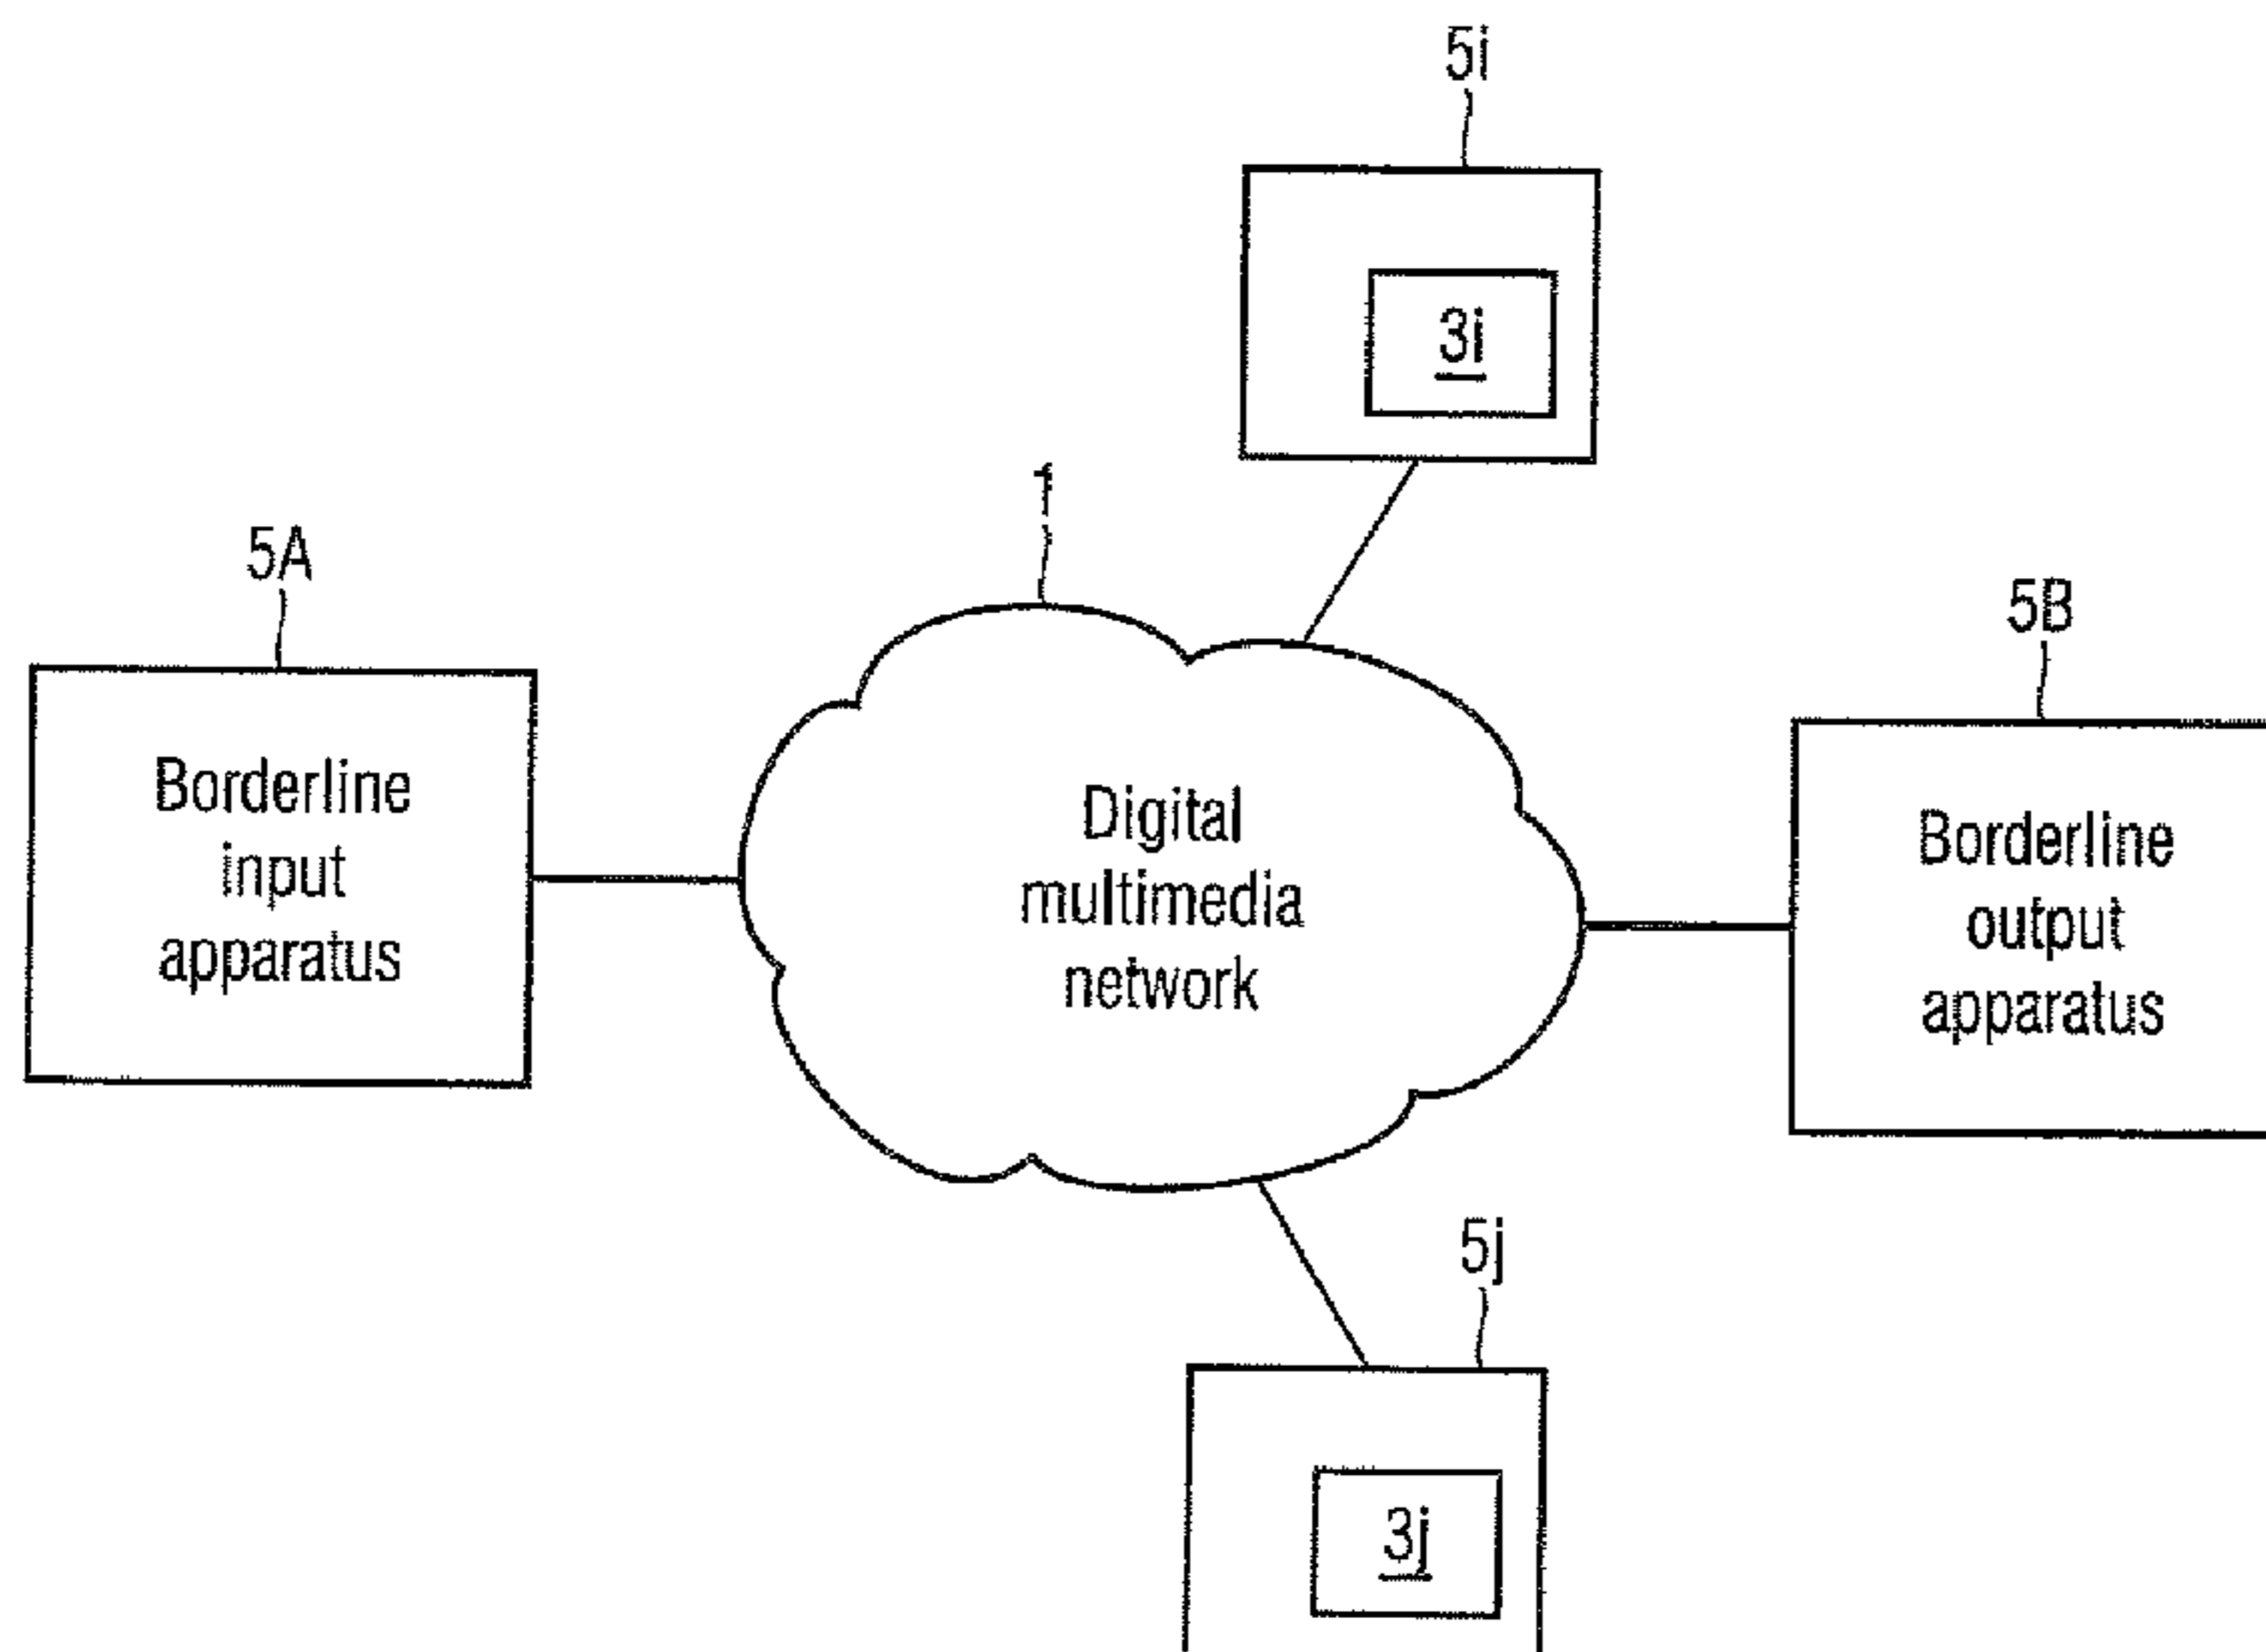 5i
3i
1
5A
5B
Borderline
input
apparatus
Digital
multimedia
network
Borderline
output
apparatus
5j
3j